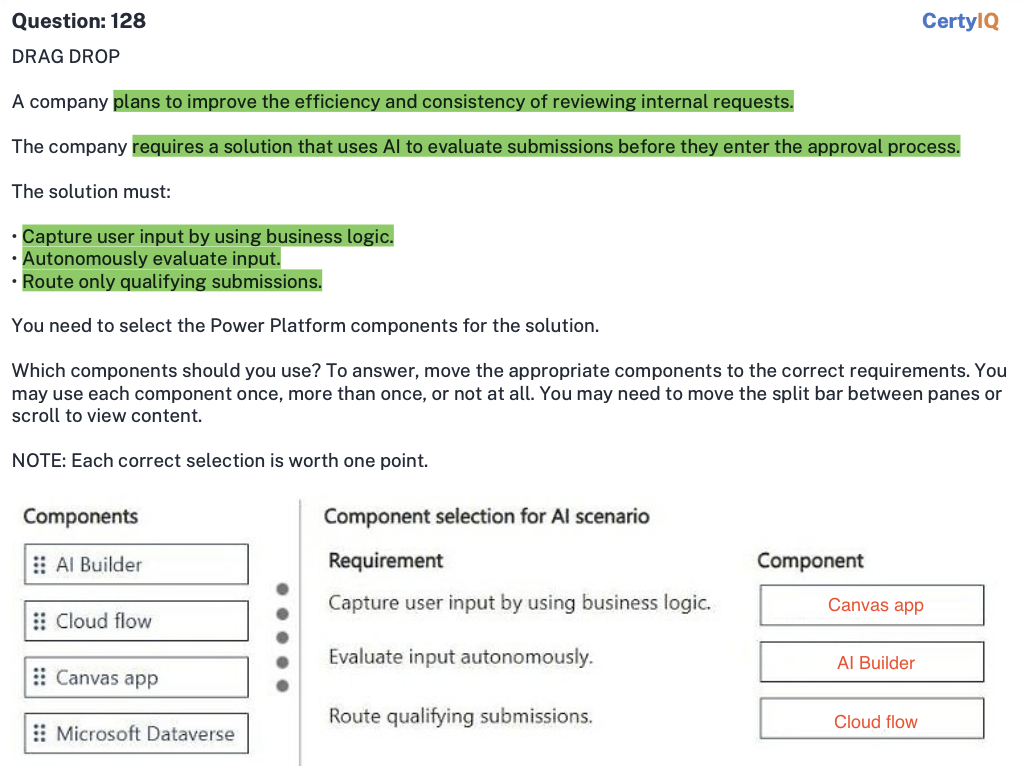 Question: 128
CertyIQ
DRAG DROP
A company plans to improve the efficiency and consistency of reviewing internal requests.
The company requires a solution that uses AI to evaluate submissions before they enter the approval process.
The solution must:
• Capture user input by using business logic.
• Autonomously evaluate input.
• Route only qualifying submissions.
You need to select the Power Platform components for the solution.
Which components should you use? To answer, move the appropriate components to the correct requirements. You
may use each component once, more than once, or not at all. You may need to move the split bar between panes or
scroll to view content.
NOTE: Each correct selection is worth one point.
Components
AI Builder
Cloud flow
Canvas app
Microsoft Dataverse
Component selection for AI scenario
Requirement
Component
Capture user input by using business logic.
Canvas app
Evaluate input autonomously.
AI Builder
Route qualifying submissions.
Cloud flow